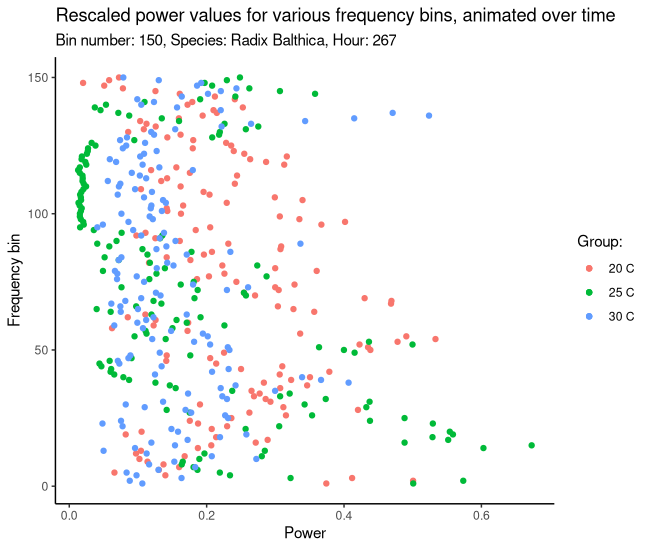 Rescaled power values for various frequency bins, animated over time
Bin number: 150, Species: Radix Balthica, Hour: 267
150
100
50
0
Frequency bin
0.0 0.2 0.4 0.6
Power
Group:
20 C
25 C
30 C